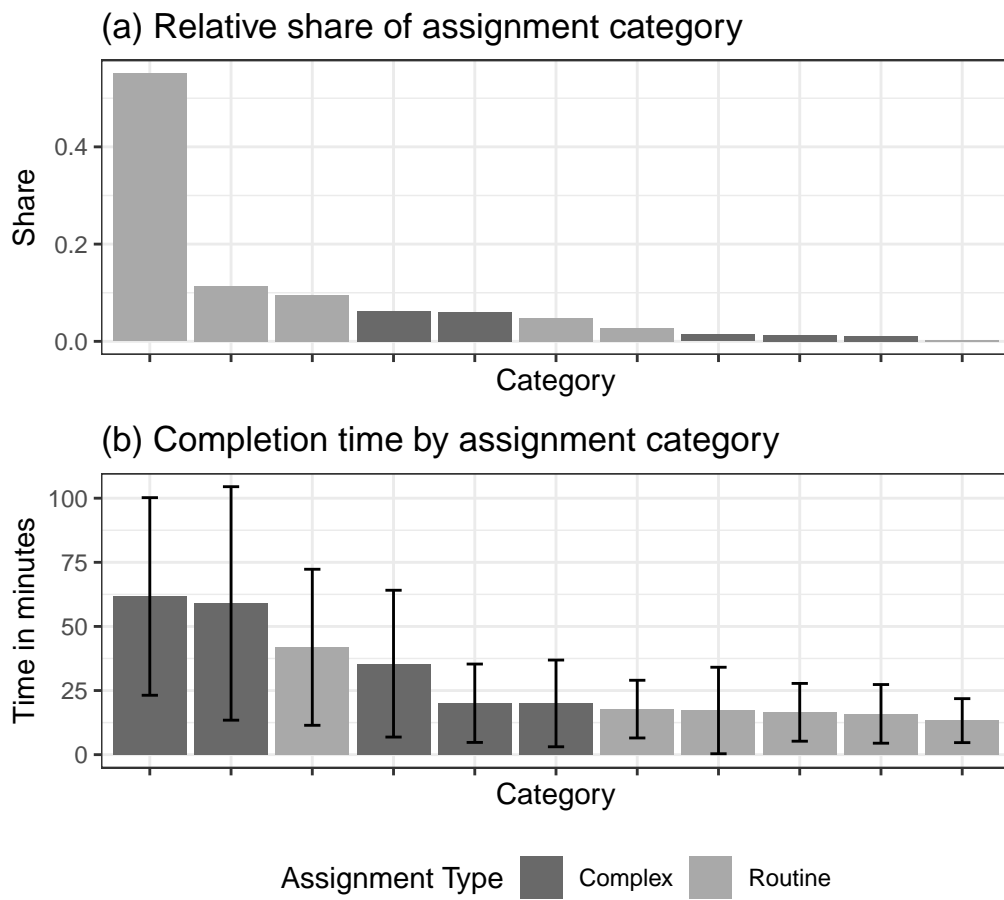 (a) Relative share of assignment category
Share
0.4
0.2
0.0
Category
(b) Completion time by assignment category
Time in minutes
100
75
50
25
0
Category
Assignment Type Complex Routine